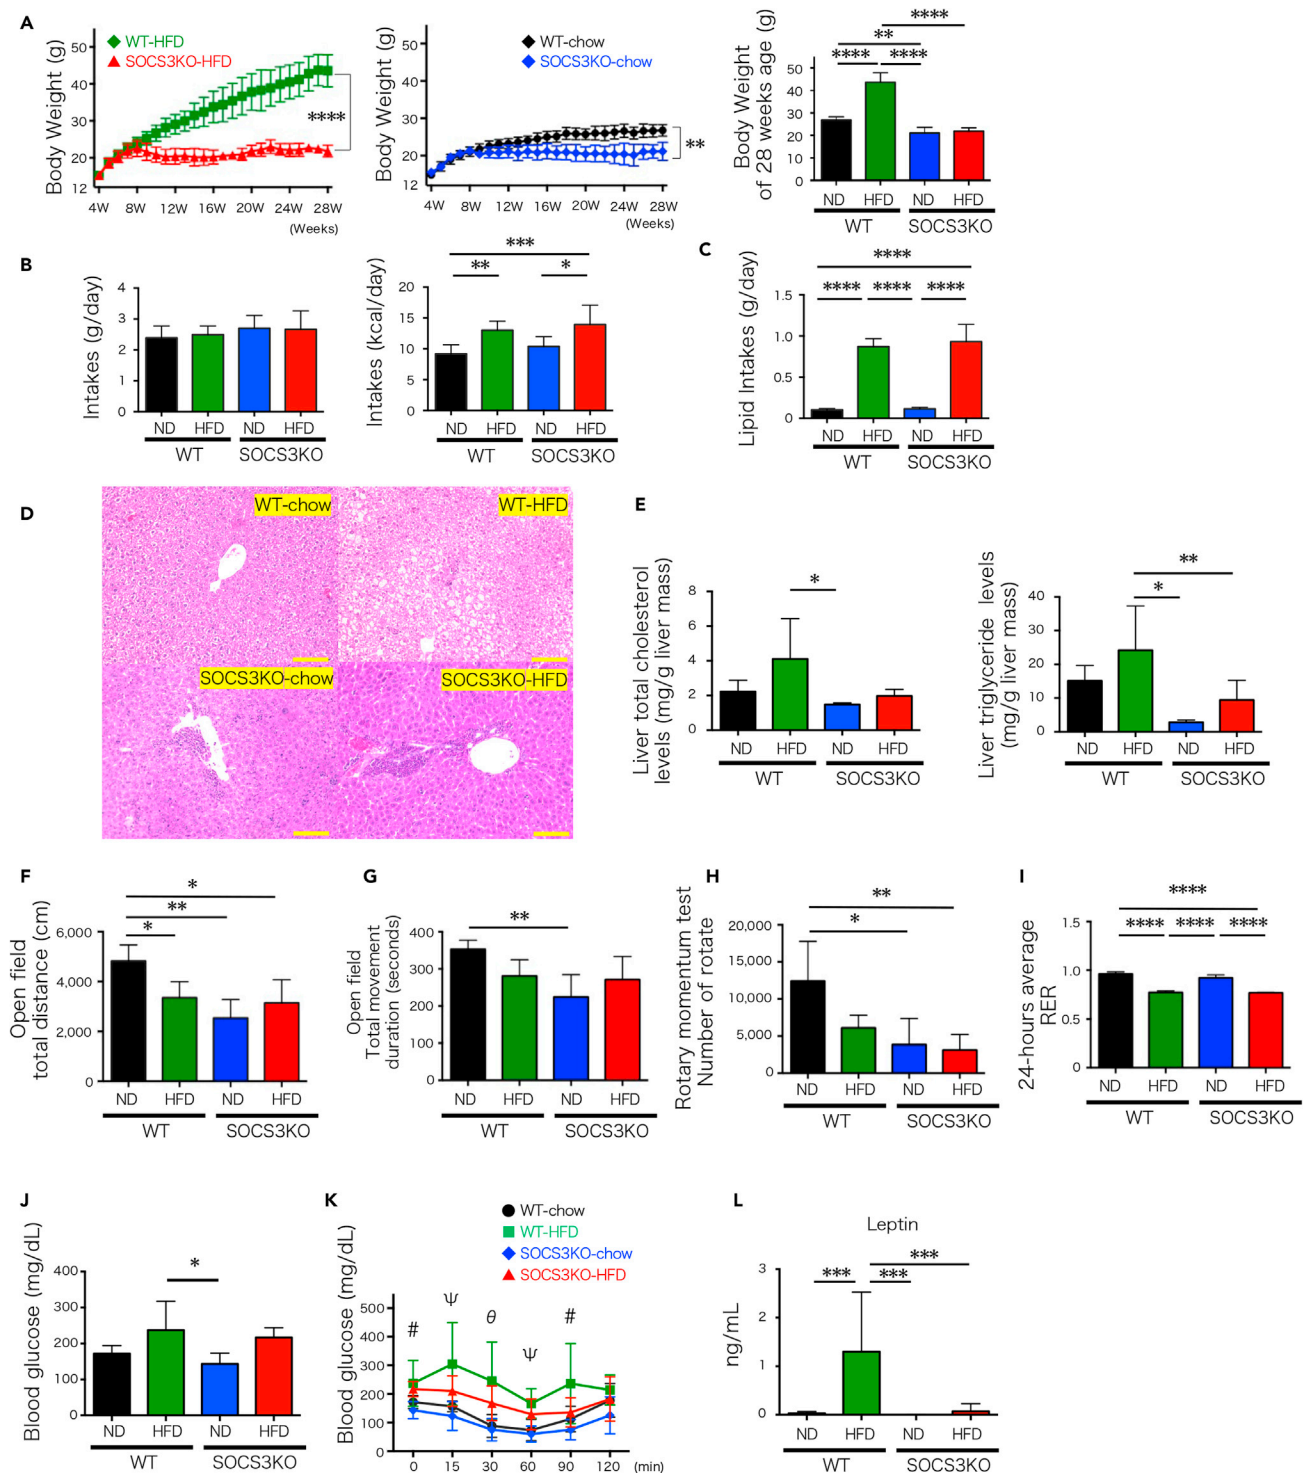 A
Body Weight (g)
50
40
30
20
12
WT-HFD
SOCS3KO-HFD
****
4W 8W 12W 16W 20W 24W 28W
(Weeks)
Body Weight (g)
50
40
30
20
12
WT-chow
SOCS3KO-chow
**
4W 8W 12W 16W 20W 24W 28W
(Weeks)
Body Weight
of 28 weeks age (g)
****
**
**** ****
50
40
30
20
10
0
ND HFD ND HFD
WT SOCS3KO
B
Intakes (g/day)
4
3
2
1
0
ND HFD ND HFD
WT SOCS3KO
Intakes (kcal/day)
***
** *
20
15
10
5
0
ND HFD ND HFD
WT SOCS3KO
C
Lipid Intakes (g/day)
****
**** **** ****
1.5
1.0
0.5
0
ND HFD ND HFD
WT SOCS3KO
D
WT-chow WT-HFD
SOCS3KO-chow SOCS3KO-HFD
E
Liver total cholesterol
levels (mg/g liver mass)
*
8
6
4
2
0
ND HFD ND HFD
WT SOCS3KO
Liver triglyceride levels
(mg/g liver mass)
**
*
40
30
20
10
0
ND HFD ND HFD
WT SOCS3KO
F
Open field
total distance (cm)
*
**
*
6,000
4,000
2,000
0
ND HFD ND HFD
WT SOCS3KO
G
Open field
Total movement
duration (seconds)
**
400
300
200
100
0
ND HFD ND HFD
WT SOCS3KO
H
Rotary momentum test
Number of rotate
**
*
20,000
15,000
10,000
5,000
0
ND HFD ND HFD
WT SOCS3KO
I
24-hours average
RER
****
**** **** ****
1.5
1.0
0.5
0
ND HFD ND HFD
WT SOCS3KO
J
Blood glucose (mg/dL)
*
400
300
200
100
0
ND HFD ND HFD
WT SOCS3KO
K
Blood glucose (mg/dL)
WT-chow
WT-HFD
SOCS3KO-chow
SOCS3KO-HFD
# ψ θ ψ #
500
400
300
200
100
0
0 15 30 60 90 120 (min)
L
Leptin
ng/mL
***
*** ***
3
2
1
0
ND HFD ND HFD
WT SOCS3KO